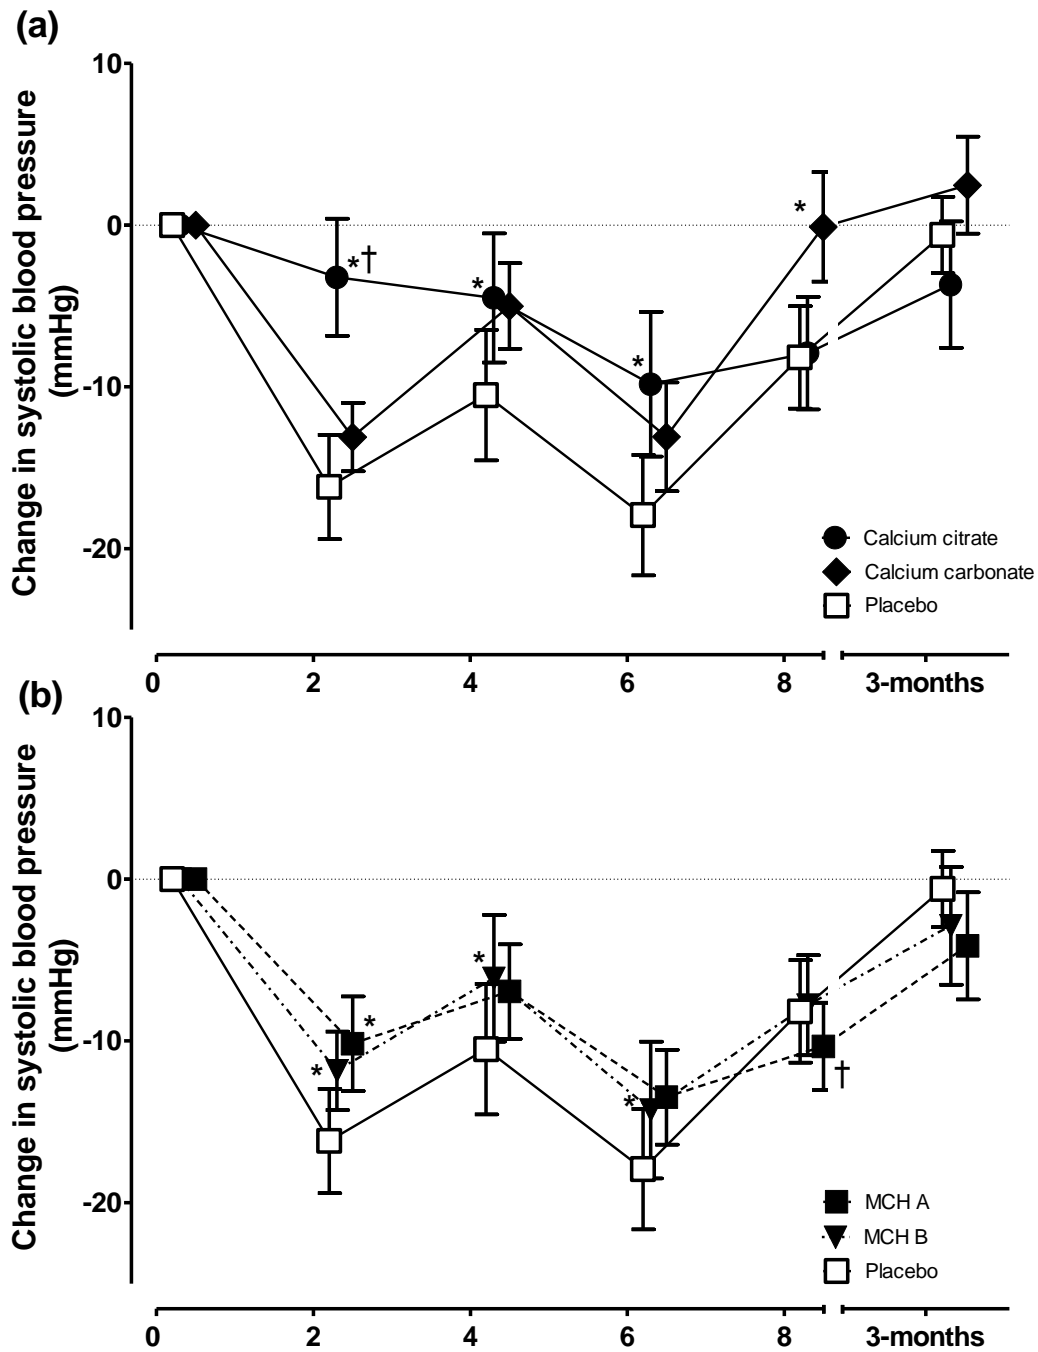 (a)
Change in systolic blood pressure
(mmHg)
10
0
-10
-20
*†
*
*
*
Calcium citrate
Calcium carbonate
Placebo
0 2 4 6 8 3-months
(b)
Change in systolic blood pressure
(mmHg)
10
0
-10
-20
*
*
*
*
†
MCH A
MCH B
Placebo
0 2 4 6 8 3-months